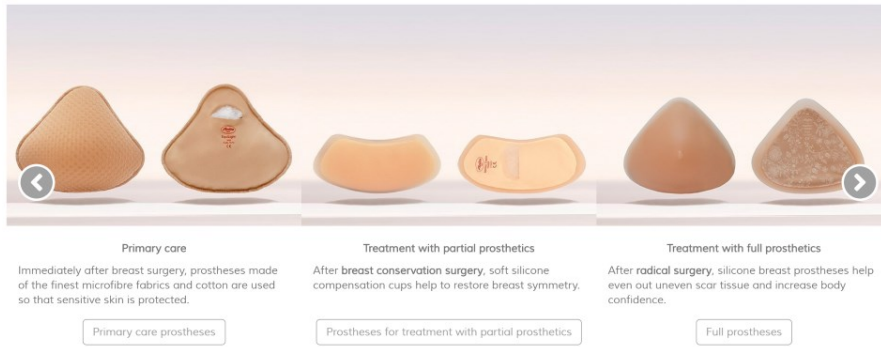 Primary care
Immediately after breast surgery, prostheses made
of the finest microfibre fabrics and cotton are used
so that sensitive skin is protected.
Primary care prostheses
Treatment with partial prosthetics
After breast conservation surgery, soft silicone
compensation cups help to restore breast symmetry.
Prostheses for treatment with partial prosthetics
Treatment with full prosthetics
After radical surgery, silicone breast prostheses help
even out uneven scar tissue and increase body
confidence.
Full prostheses